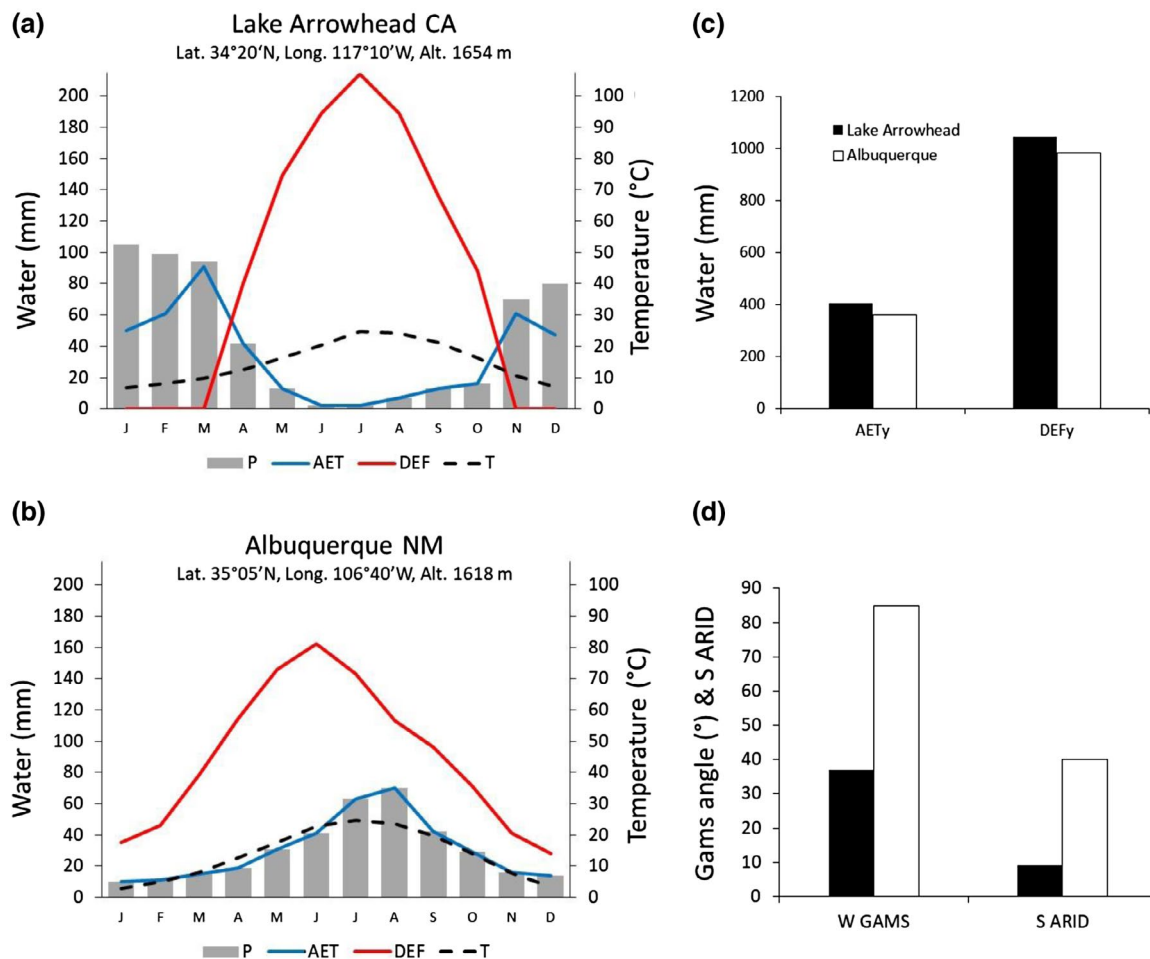 (a)
Lake Arrowhead CA
Lat. 34°20‘N, Long. 117°10’W, Alt. 1654 m
Water (mm)
200
180
160
140
120
100
80
60
40
20
0
Temperature (°C)
100
90
80
70
60
50
40
30
20
10
0
J F M A M J J A S O N D
P AET DEF T
(c)
Water (mm)
1200
1000
800
600
400
200
0
Lake Arrowhead
Albuquerque
AETy DEFy
(b)
Albuquerque NM
Lat. 35°05’N, Long. 106°40’W, Alt. 1618 m
Water (mm)
200
180
160
140
120
100
80
60
40
20
0
Temperature (°C)
100
90
80
70
60
50
40
30
20
10
0
J F M A M J J A S O N D
P AET DEF T
(d)
Gams angle (°) & S ARID
90
80
70
60
50
40
30
20
10
0
W GAMS S ARID